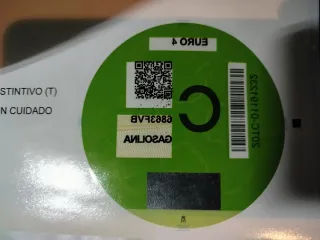 EURO 4
STINTIVO (T)
N CUIDADO
C
6863FVB
GASOLINA